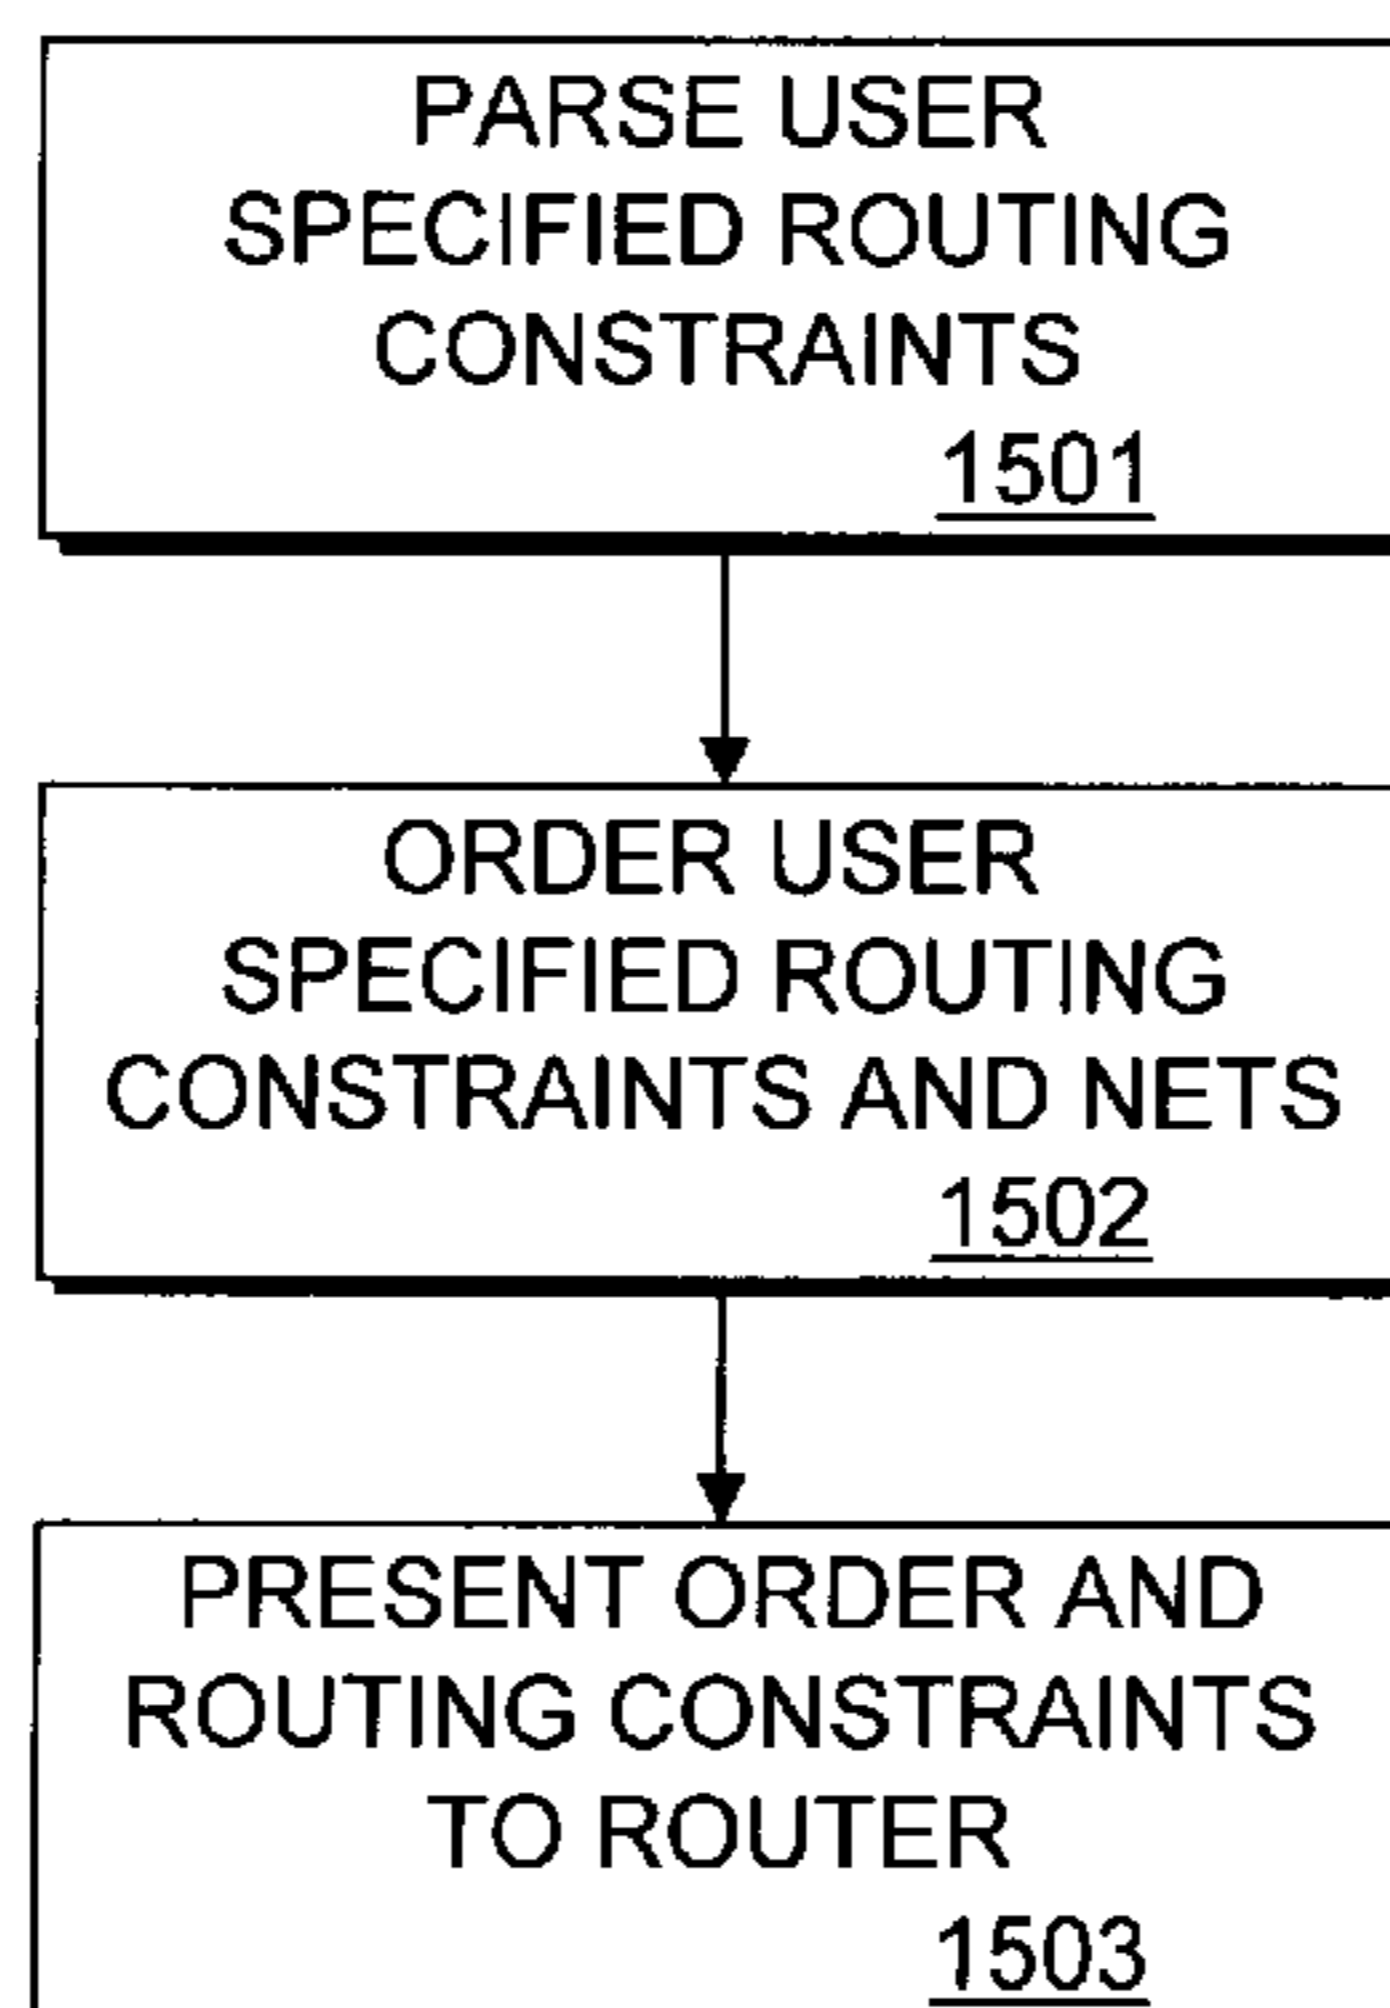 PARSE USER
SPECIFIED ROUTING
CONSTRAINTS
1501
ORDER USER
SPECIFIED ROUTING
CONSTRAINTS AND NETS
1502
PRESENT ORDER AND
ROUTING CONSTRAINTS
TO ROUTER
1503